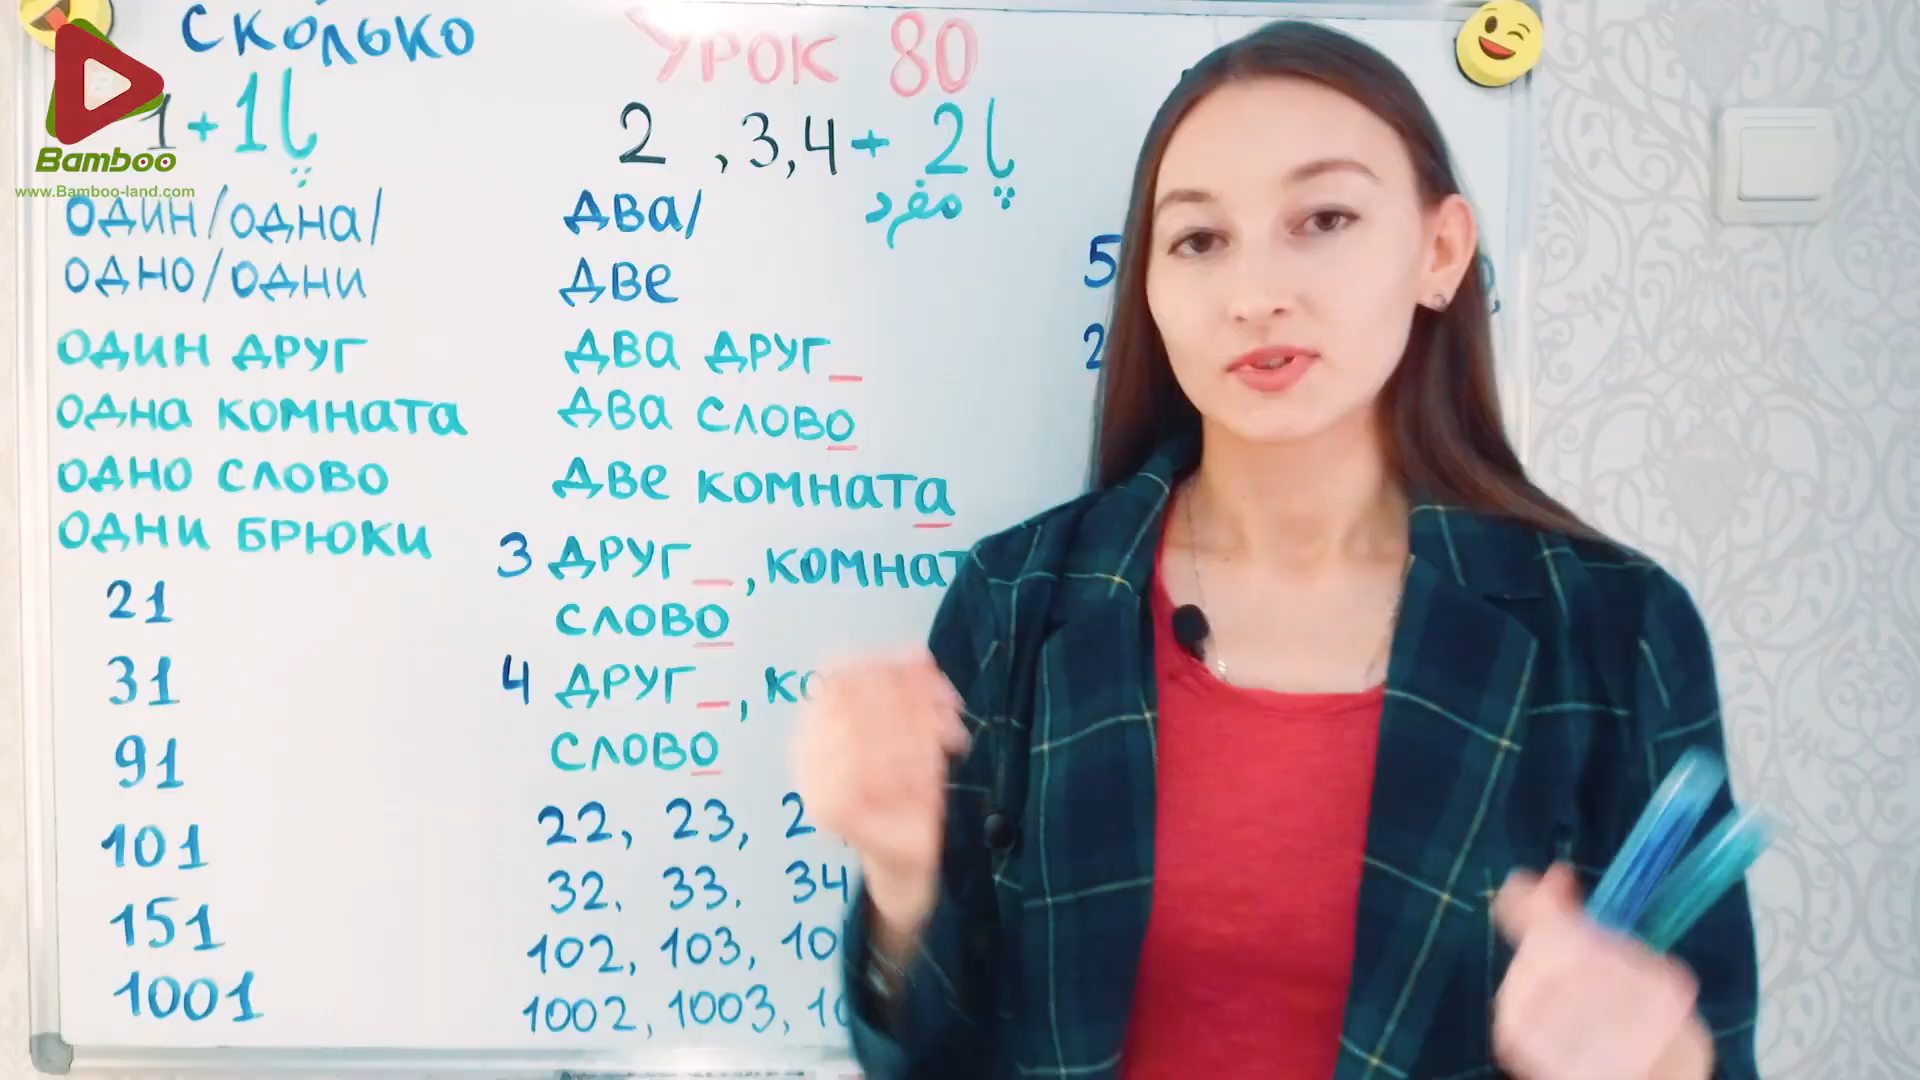 сколько
Урок 80
1 + 1 پ
2 , 3, 4 + 2 پ
مفرد
Bamboo
www.Bamboo-land.com
один/одна/
одно/одни
один друг
одна комната
одно слово
одни брюки
21
31
91
101
151
1001
два/
две
два друг_
два слово
две комната
3 друг_, комнат
слово
4 друг_, ко
слово
22, 23, 2
32. 33. 34
102, 103, 10
1002, 1003, 10
5
2